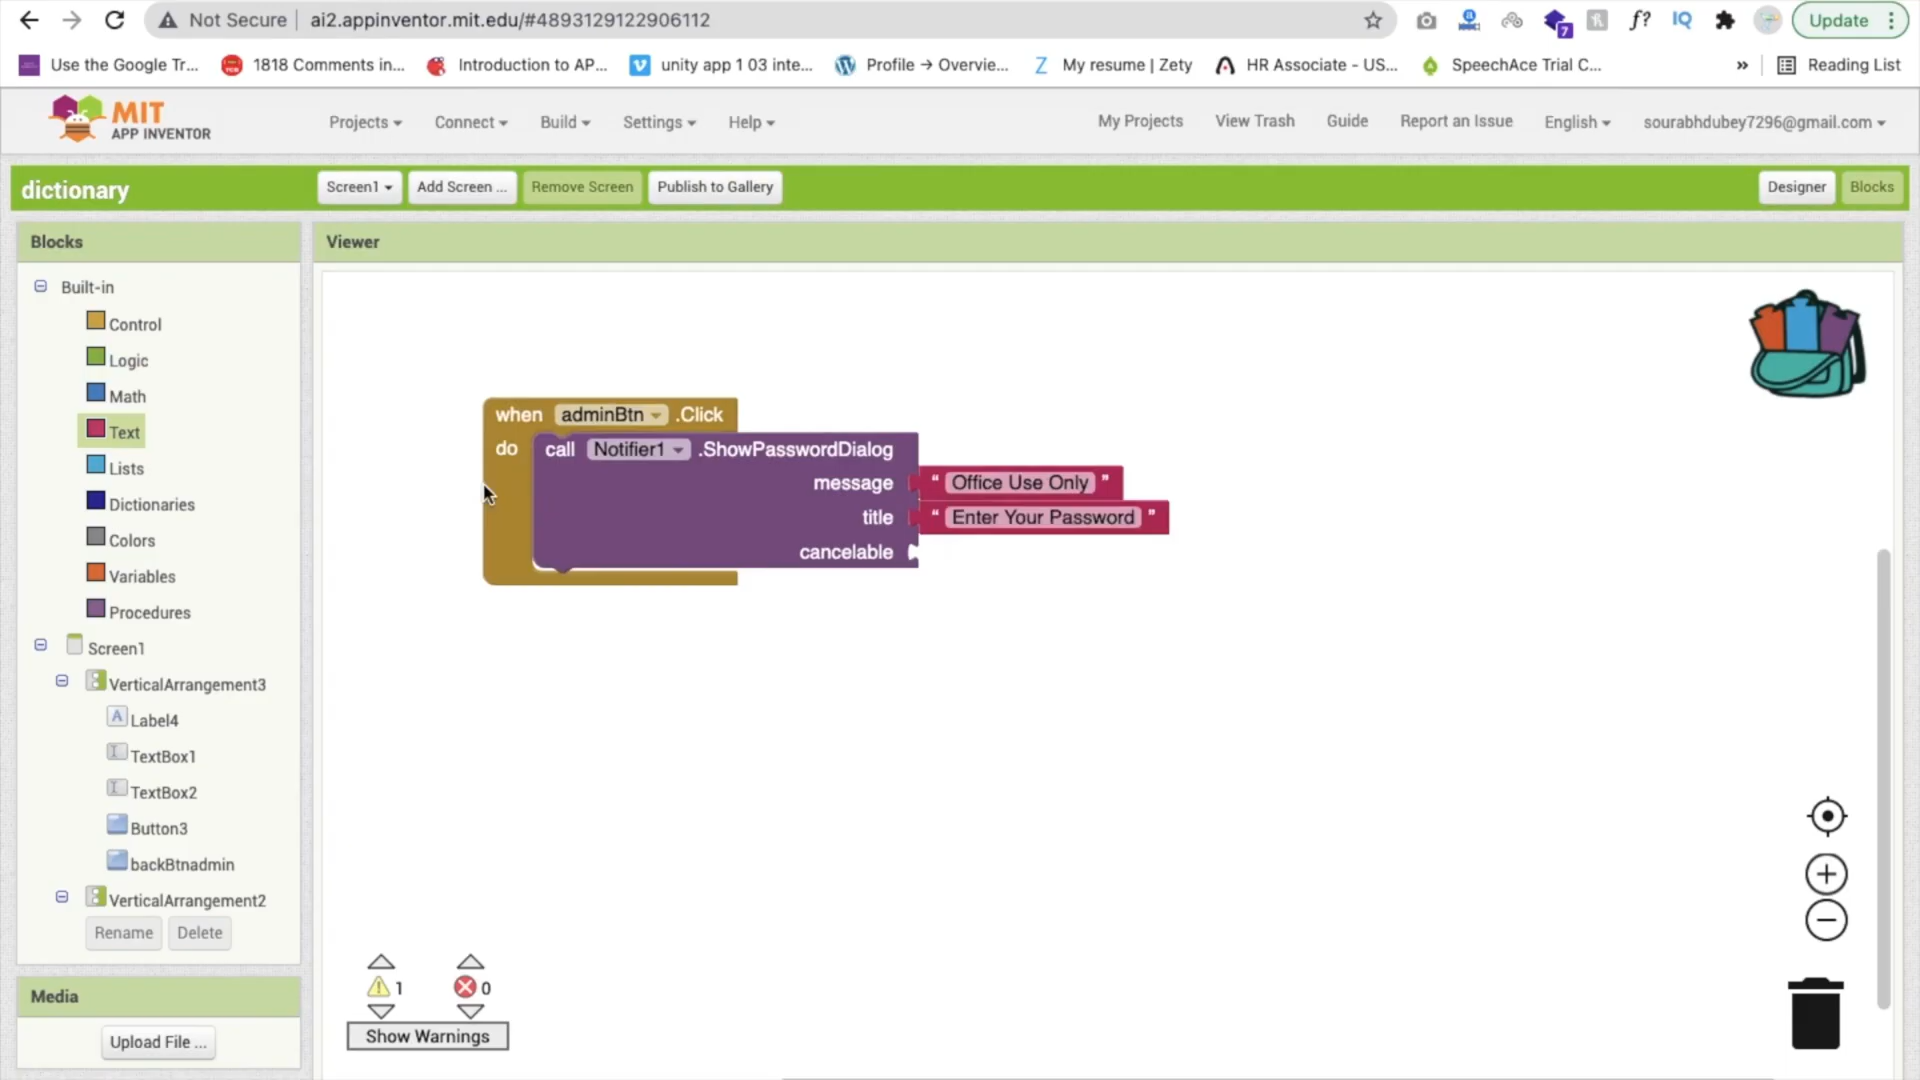 Not Secure ai2.appinventor.mit.edu/#4893129122906112 f? IQ Update
7
Use the Google Tr... 1818 Comments in... Introduction to AP... unity app 1 03 inte... Profile → Overvie... My resume | Zety HR Associate - US... SpeechAce Trial C... » Reading List
MIT
APP INVENTOR
Projects Connect Build Settings Help My Projects View Trash Guide Report an Issue English sourabhdubey7296@gmail.com
dictionary Screen1 Add Screen ... Remove Screen Publish to Gallery Designer Blocks
Blocks Viewer
Built-in
Control
Logic
Math
Text
Lists
Dictionaries
Colors
Variables
Procedures
Screen1
VerticalArrangement3
Label4
TextBox1
TextBox2
Button3
backBtnadmin
VerticalArrangement2
Rename Delete
Media
Upload File ...
when adminBtn .Click
do call Notifier1 .ShowPasswordDialog
message “ Office Use Only ”
title “ Enter Your Password ”
cancelable
1 0
Show Warnings